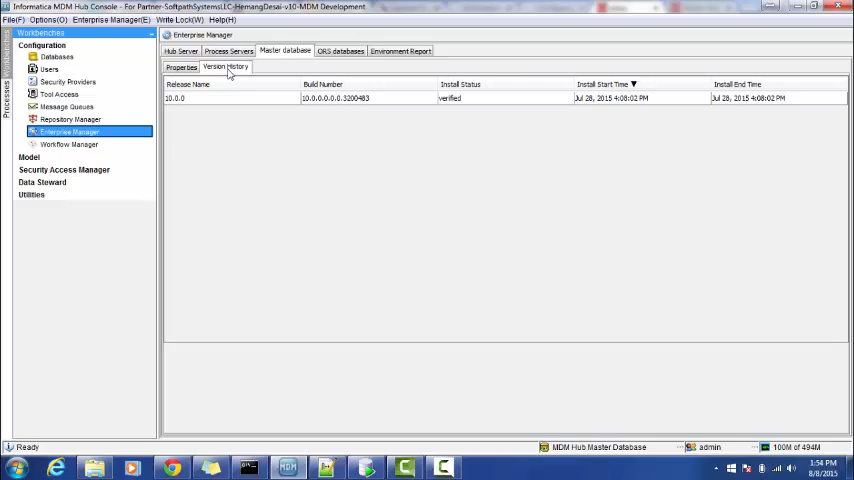 Informatica MDM Hub Console - For Partner-SoftpathSystemsLLC-HemangDesai-v10-MDM Development
File(F) Options(O) Enterprise Manager(E) Write Lock(W) Help(H)
Workbenches
Processes
Workbenches
Configuration
Databases
Users
Security Providers
Tool Access
Message Queues
Repository Manager
Enterprise Manager
Workflow Manager
Model
Security Access Manager
Data Steward
Utilities
Enterprise Manager
Hub Server Process Servers Master database ORS databases Environment Report
Properties Version History
Release Name Build Number Install Status Install Start Time Install End Time
10.0.0 10.0.0.0.0.0.3200483 verified Jul 28, 2015 4:08:02 PM Jul 28, 2015 4:08:02 PM
Ready MDM Hub Master Database admin 100M of 494M
MDM
1:54 PM
8/8/2015